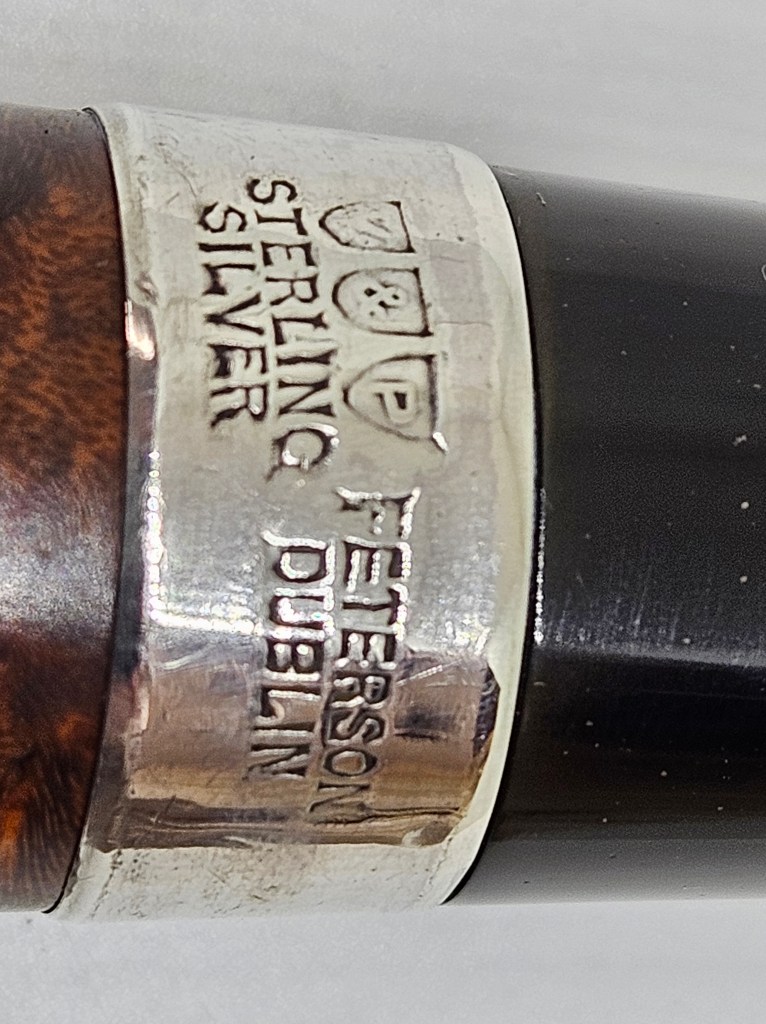 & P
STERLING
SILVER
PETERSON
DUBLIN